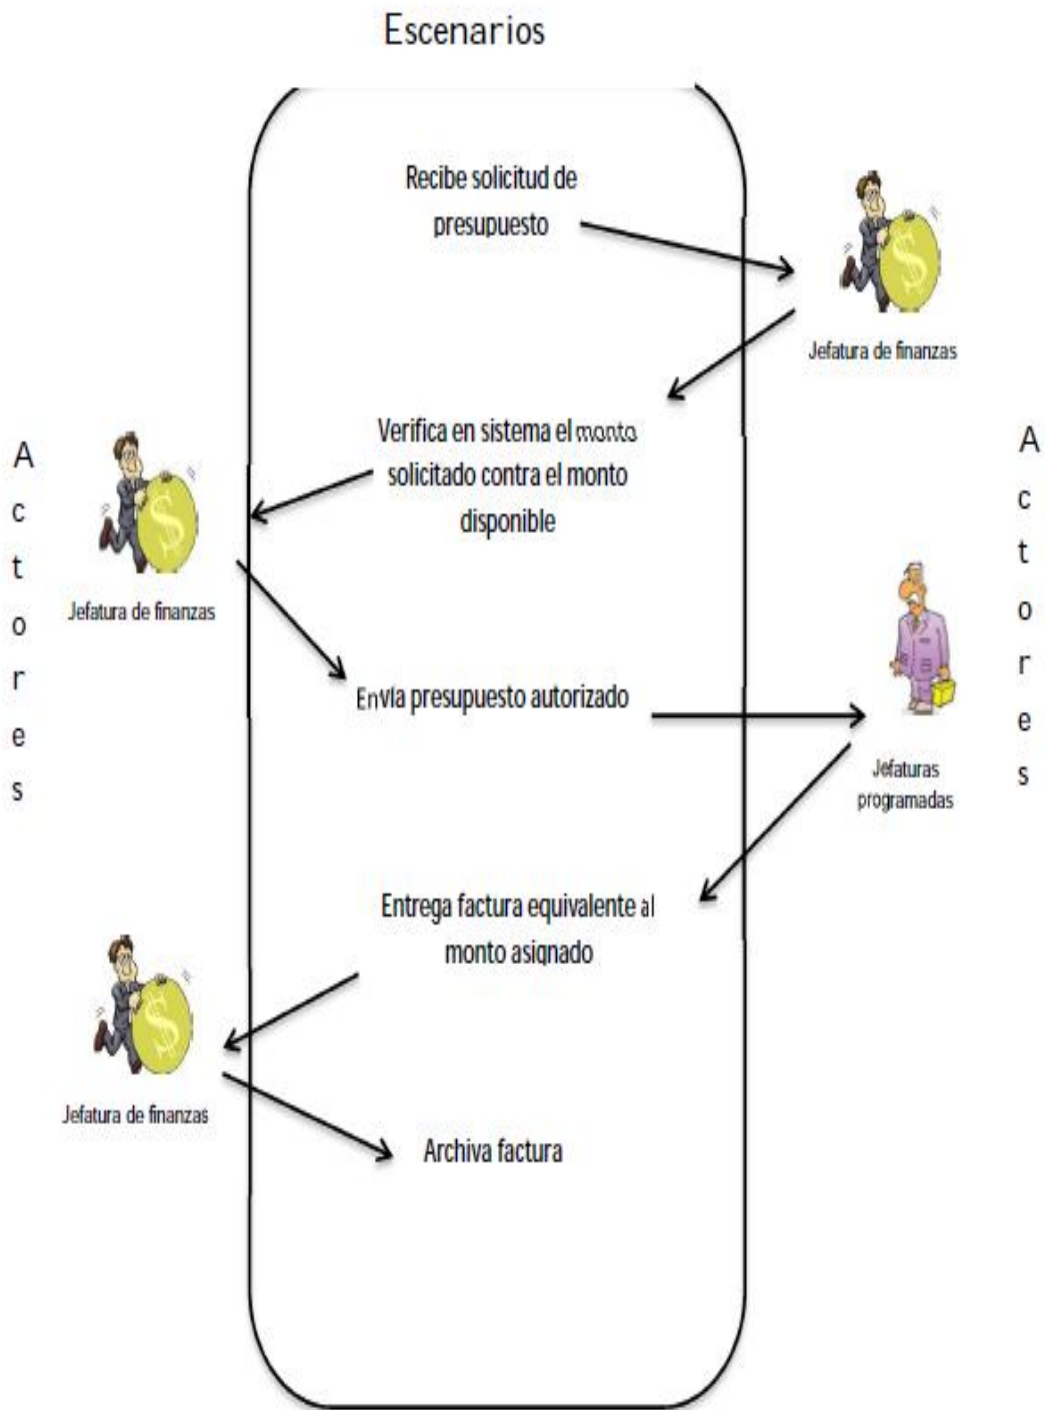 Escenarios
Recibe solicitud de
presupuesto
Jefatura de finanzas
Verifica en sistema el monto
solicitado contra el monto
disponible
Jefatura de finanzas
A
c
t
o
r
e
s
A
c
t
o
r
e
s
Envía presupuesto autorizado
Jefaturas
programadas
Entrega factura equivalente al
monto asignado
Jefatura de finanzas
Archiva factura